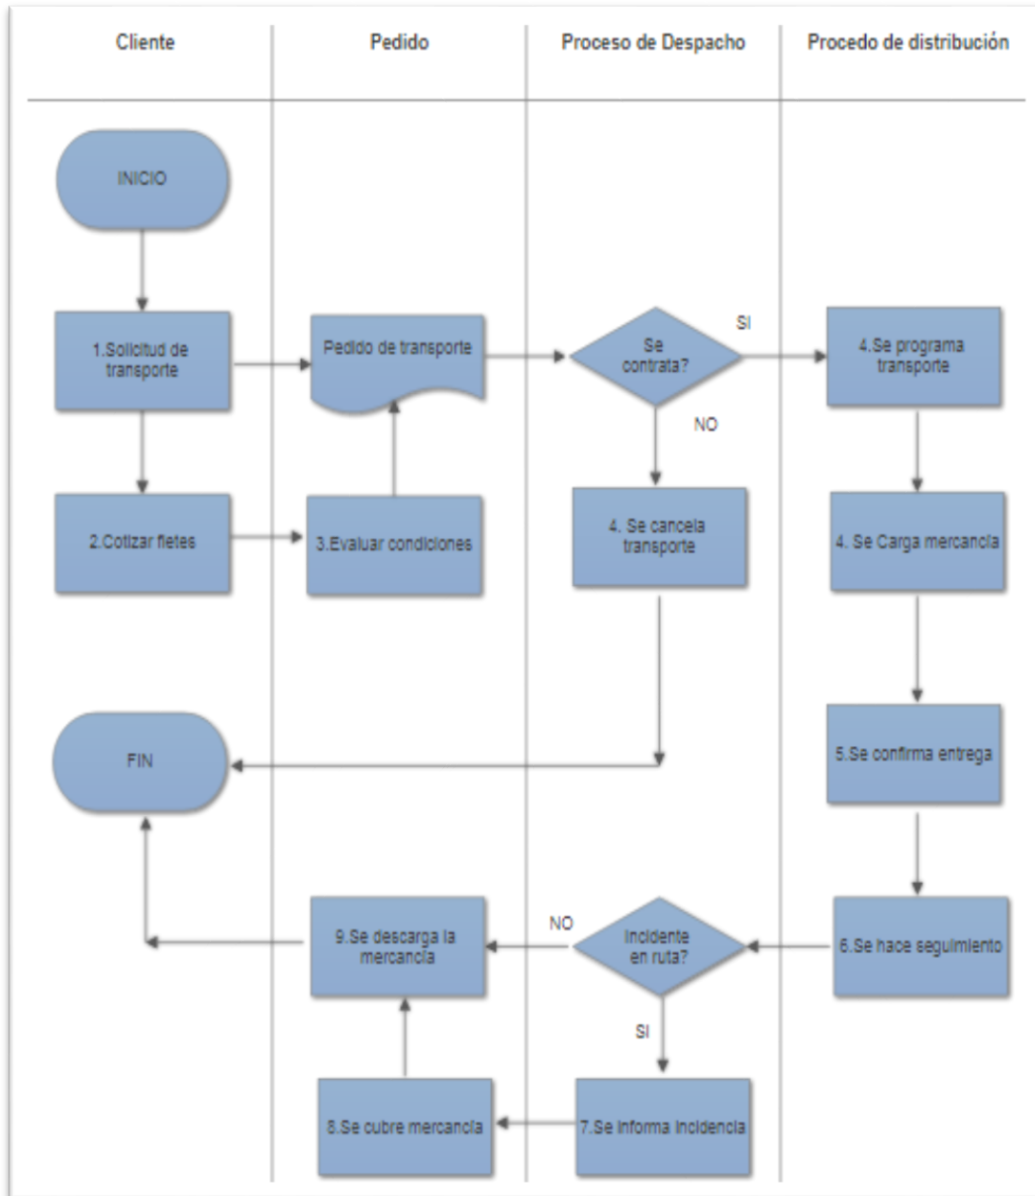 Cliente
Pedido
Proceso de Despacho
Procedo de distribución
INICIO
1.Solicitud de
transporte
Pedido de transporte
Se
contrata?
SI
NO
4.Se programa
transporte
2.Cotizar fletes
3.Evaluar condiciones
4. Se cancela
transporte
4. Se Carga mercancía
FIN
5.Se confirma entrega
9.Se descarga la
mercancía
NO
Incidente
en ruta?
SI
6.Se hace seguimiento
8.Se cubre mercancía
7.Se informa incidencia